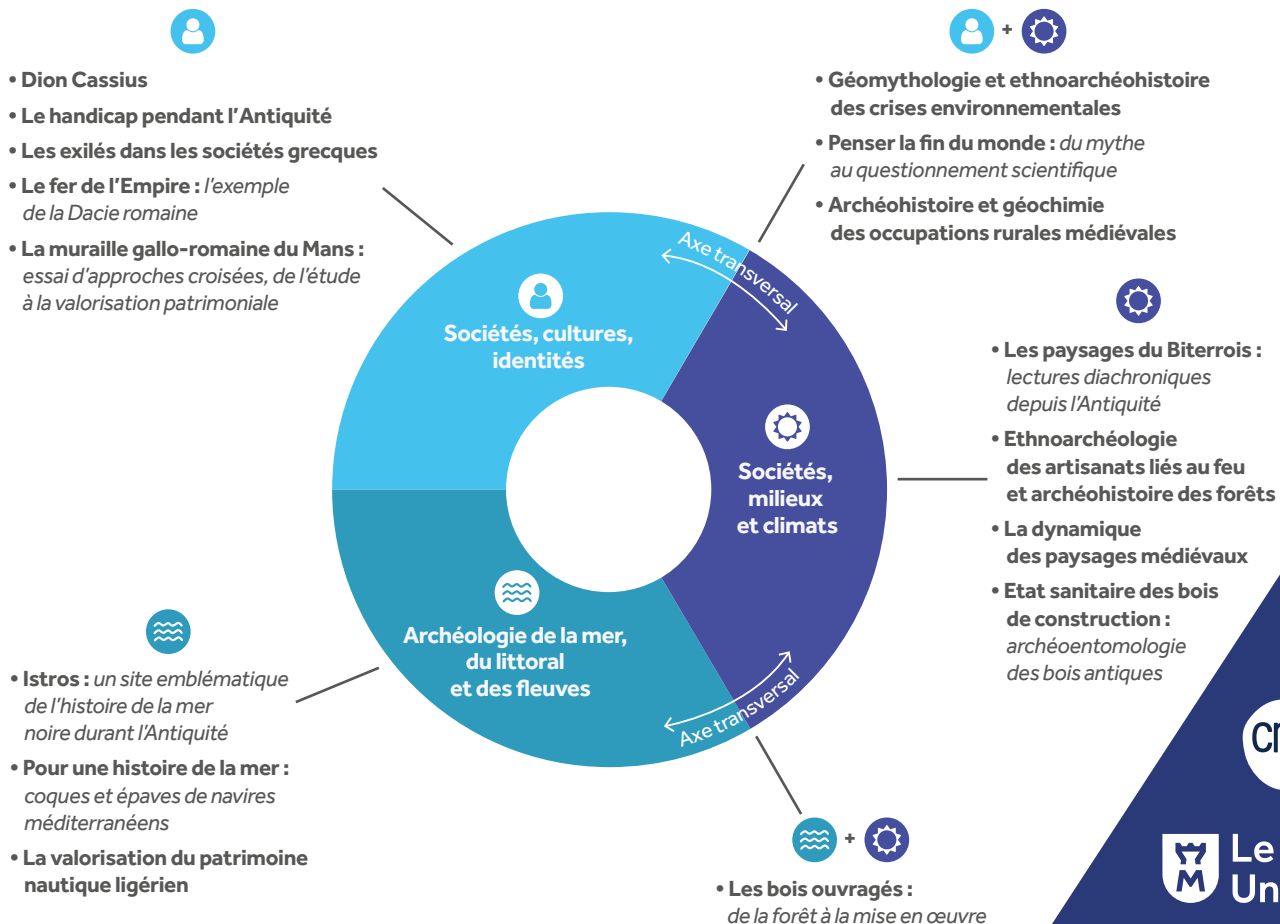 • Dion Cassius
• Le handicap pendant l'Antiquité
• Les exilés dans les sociétés grecques
• Le fer de l'Empire : l'exemple
de la Dacie romaine
• La muraille gallo-romaine du Mans :
essai d'approches croisées, de l'étude
à la valorisation patrimoniale
+
• Géomythologie et ethnoarchéohistoire
des crises environnementales
• Penser la fin du monde : du mythe
au questionnement scientifique
• Archéohistoire et géochimie
des occupations rurales médiévales
Axe transversal
Sociétés, cultures,
identités
Sociétés,
milieux
et climats
• Les paysages du Biterrois :
lectures diachroniques
depuis l'Antiquité
• Ethnoarchéologie
des artisanats liés au feu
et archéohistoire des forêts
• La dynamique
des paysages médiévaux
• Etat sanitaire des bois
de construction :
archéoentomologie
des bois antiques
Archéologie de la mer,
du littoral
et des fleuves
Axe transversal
• Istros : un site emblématique
de l'histoire de la mer
noire durant l'Antiquité
• Pour une histoire de la mer :
coques et épaves de navires
méditerranéens
• La valorisation du patrimoine
nautique ligérien
+
• Les bois ouvragés :
de la forêt à la mise en œuvre
Le
Un